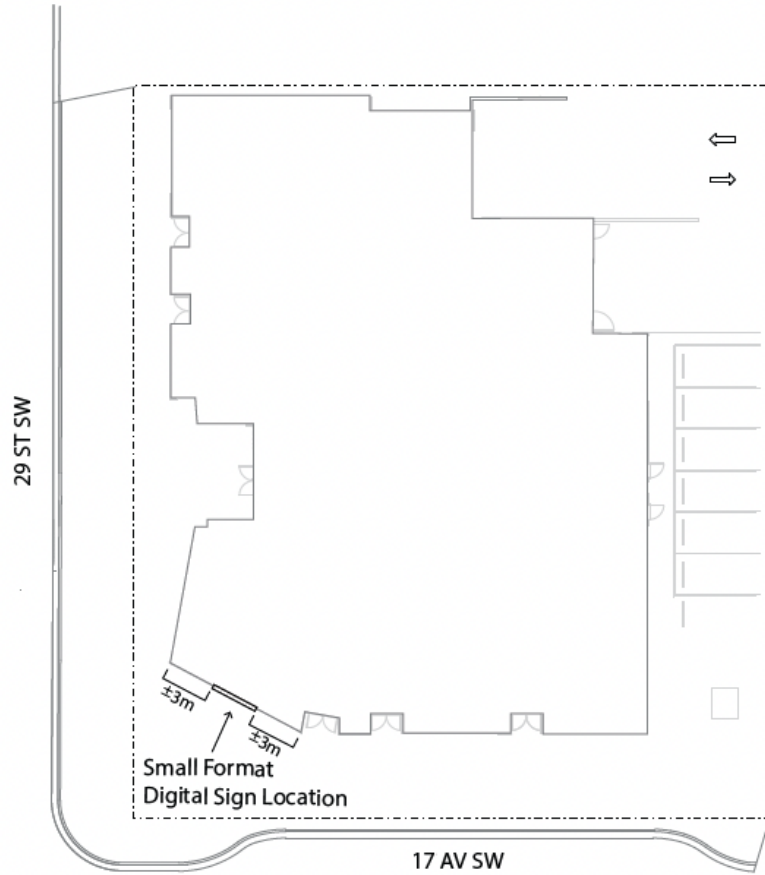 29 ST SW
±3m
±3m
Small Format
Digital Sign Location
17 AV SW